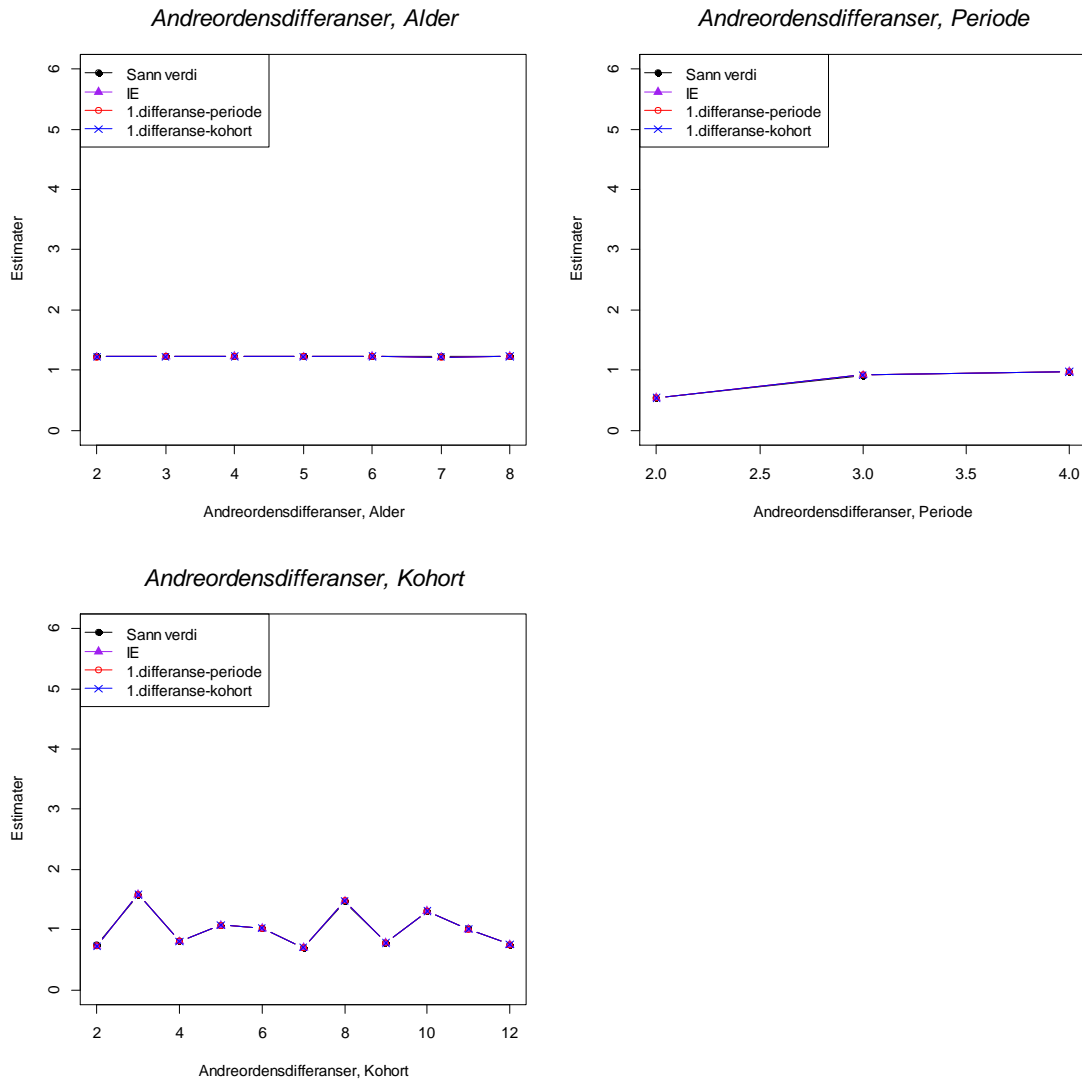 Andreordensdifferanser, Alder
Sann verdi
IE
1.differanse-periode
1.differanse-kohort
Estimater
0 1 2 3 4 5 6
2 3 4 5 6 7 8
Andreordensdifferanser, Alder
Andreordensdifferanser, Periode
Sann verdi
IE
1.differanse-periode
1.differanse-kohort
Estimater
0 1 2 3 4 5 6
2.0 2.5 3.0 3.5 4.0
Andreordensdifferanser, Periode
Andreordensdifferanser, Kohort
Sann verdi
IE
1.differanse-periode
1.differanse-kohort
Estimater
0 1 2 3 4 5 6
2 4 6 8 10 12
Andreordensdifferanser, Kohort